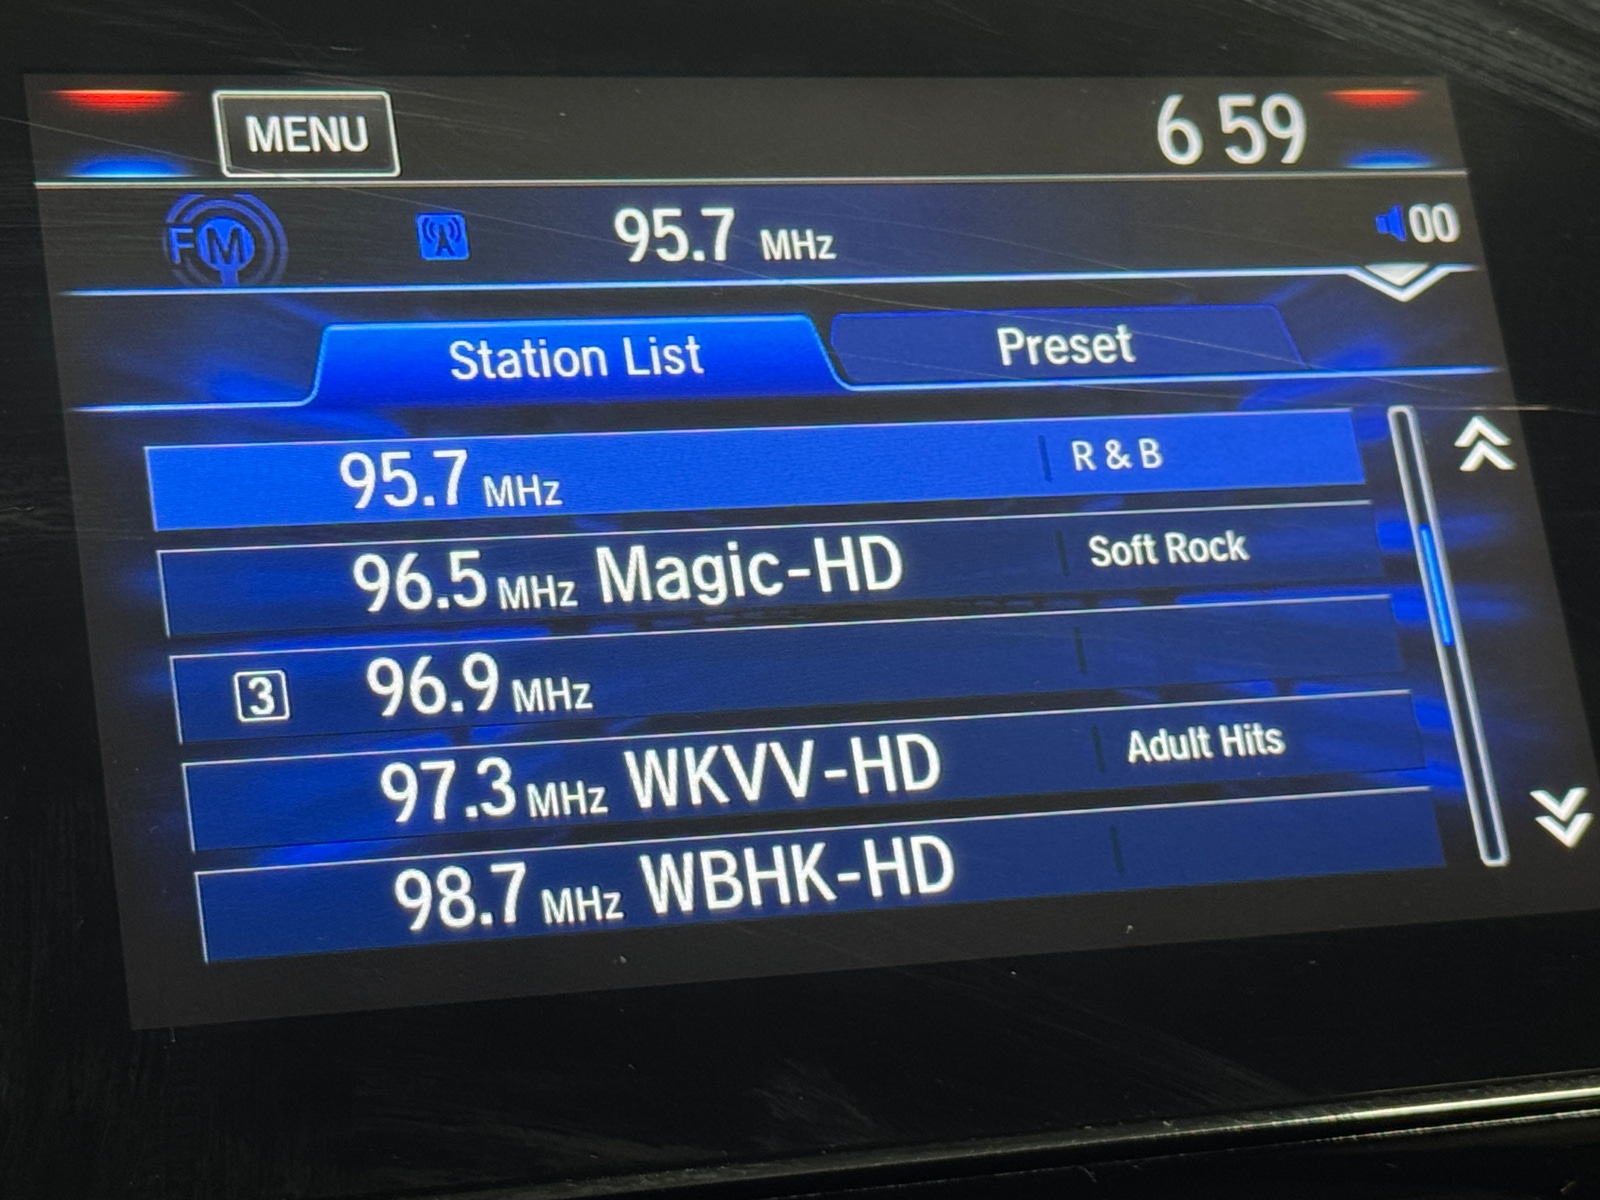 MENU 6 59
FM 95.7 MHz 00
Station List Preset
95.7 MHz R & B
96.5 MHz Magic-HD Soft Rock
3 96.9 MHz
97.3 MHz WKVV-HD Adult Hits
98.7 MHz WBHK-HD